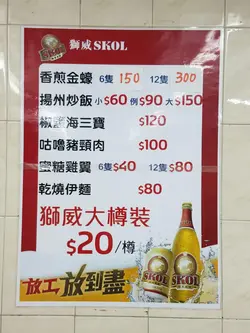 獅威 SKOL
香煎金蠔 6隻 150 12隻 300
揚州炒飯 小$60 例$90 大$150
椒鹽海三寶 $120
咕嚕豬頸肉 $100
蜜糖雞翼 6隻$40 12隻$80
乾燒伊麵 $80
獅威大樽裝
$20/樽
放工放到盡
SKOL
SKOL